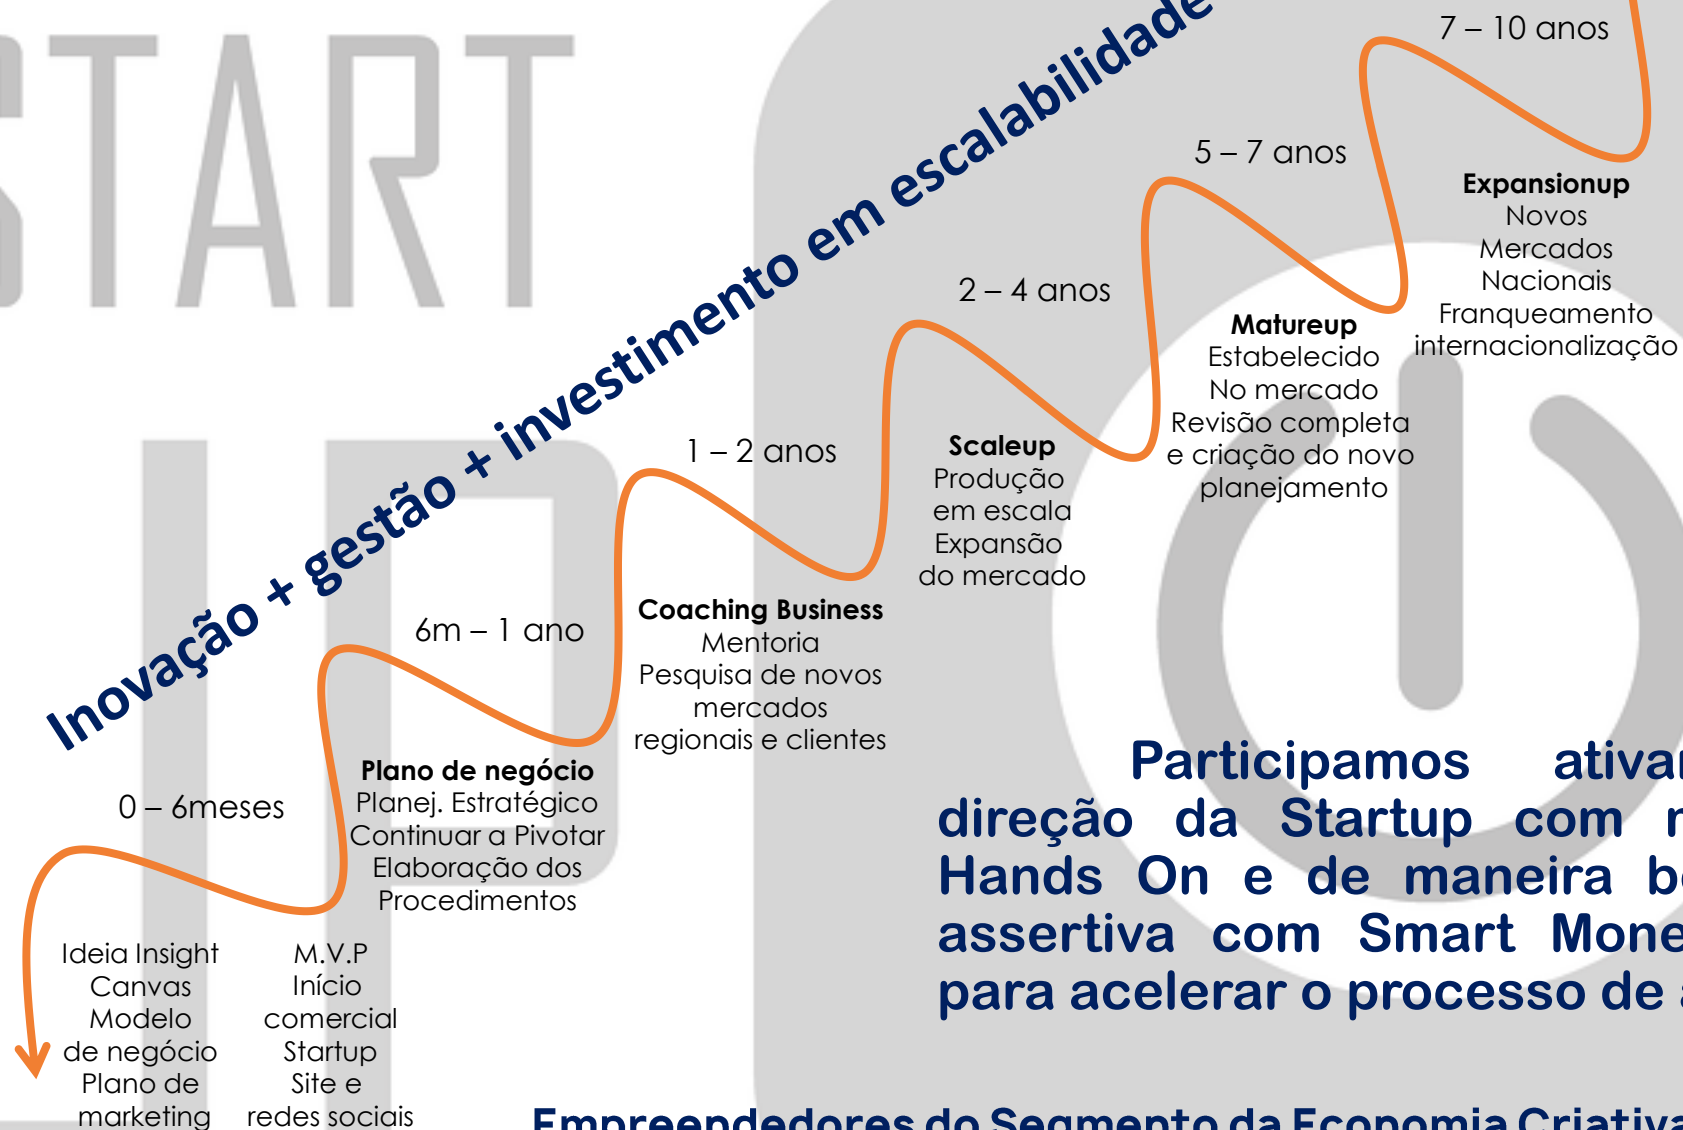 START
UP
Inovação + gestão + investimento em escalabilidade
7 – 10 anos
Expansionup
Novos
Mercados
Nacionais
Franqueamento
internacionalização
5 – 7 anos
Matureup
Estabelecido
No mercado
Revisão completa
e criação do novo
planejamento
2 – 4 anos
Scaleup
Produção
em escala
Expansão
do mercado
1 – 2 anos
Coaching Business
Mentoria
Pesquisa de novos
mercados
regionais e clientes
6m – 1 ano
Plano de negócio
Planej. Estratégico
Continuar a Pivotar
Elaboração dos
Procedimentos
0 – 6meses
Ideia Insight
Canvas
Modelo
de negócio
Plano de
marketing
M.V.P
Início
comercial
Startup
Site e
redes sociais
Participamos
direção da Startup com
Hands On e de maneira
assertiva com Smart
para acelerar o processo de
Empreendedores do Segmento da Economia Criativa